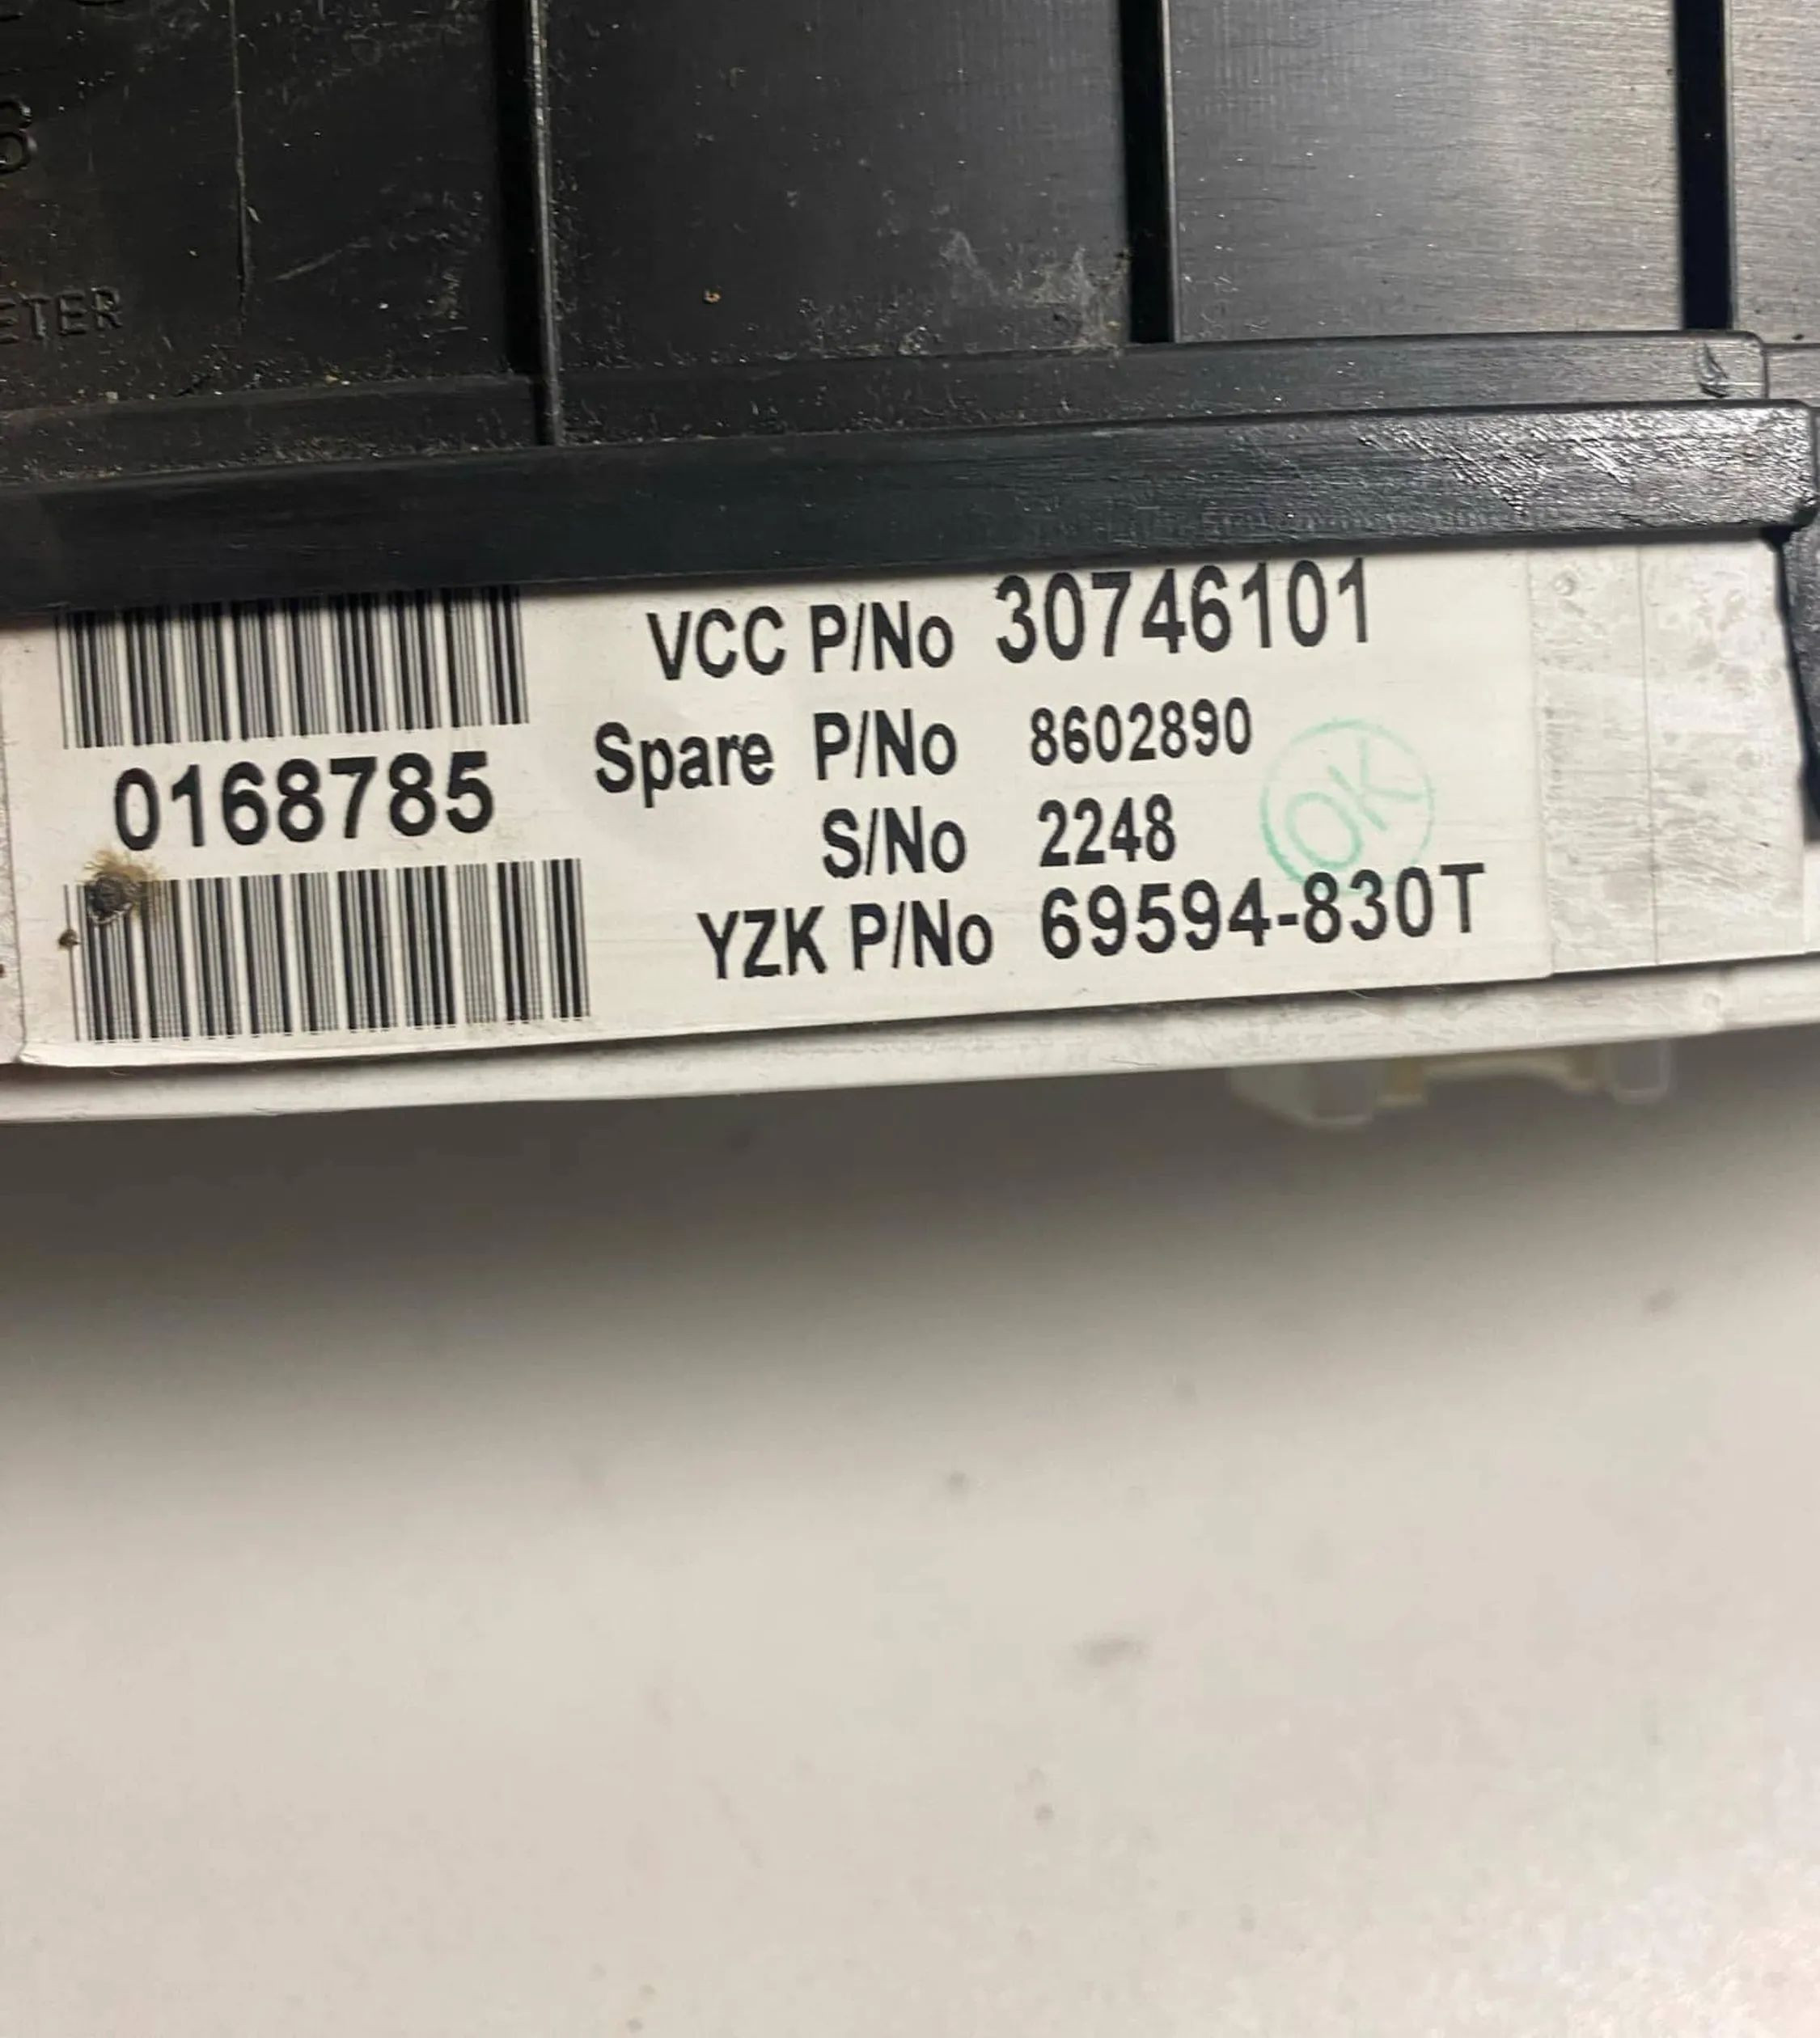 ETER
VCC P/No 30746101
Spare P/No 8602890
0168785
S/No 2248
OK
YZK P/No 69594-830T